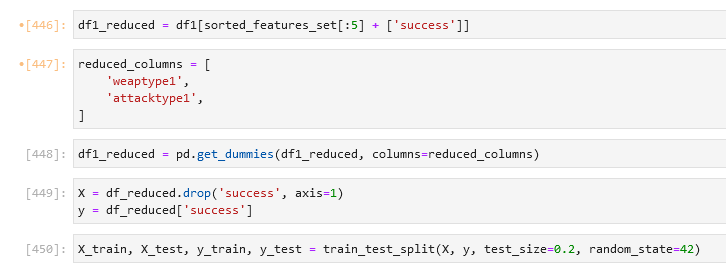 •[446]: df1_reduced = df1[sorted_features_set[:5] + ['success']]
•[447]: reduced_columns = [
    'weaptype1',
    'attacktype1',
]
[448]: df1_reduced = pd.get_dummies(df1_reduced, columns=reduced_columns)
[449]: X = df_reduced.drop('success', axis=1)
y = df_reduced['success']
[450]: X_train, X_test, y_train, y_test = train_test_split(X, y, test_size=0.2, random_state=42)